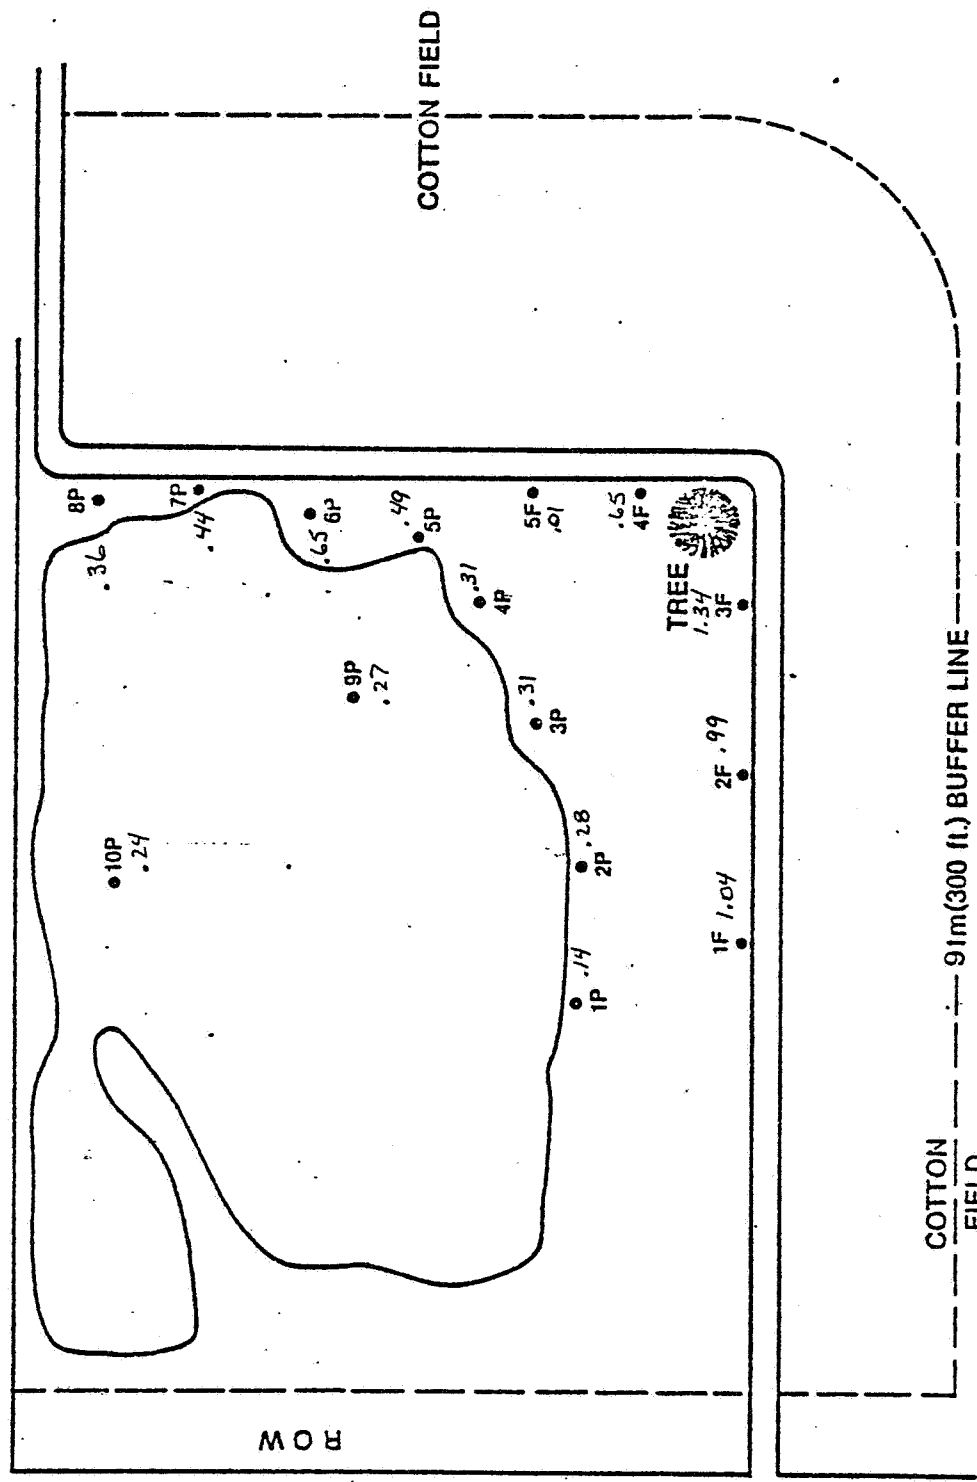 COTTON FIELD
8P
.36
7P
.44
6P
.65
5P
.49
5F
.01
4F
.65
TREE
4P
.31
9P
.27
3P
.31
3F
1.34
2F .99
10P
.24
2P
.28
1F 1.04
1P
.14
91m(300 ft.) BUFFER LINE
COTTON
FIELD
ROW